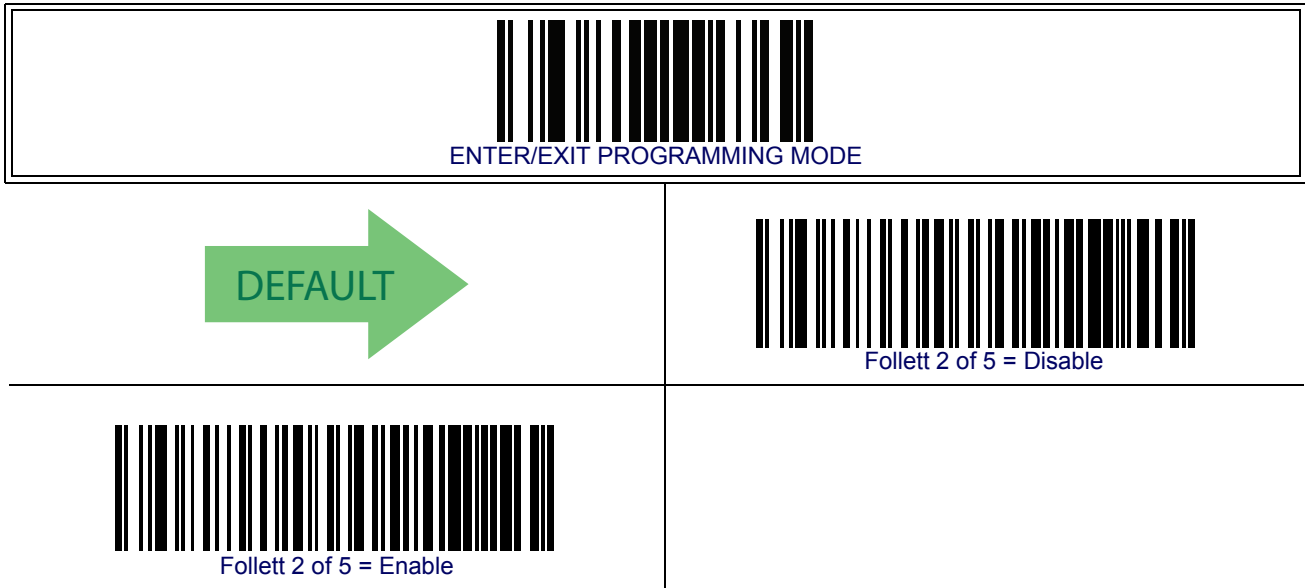 ENTER/EXIT PROGRAMMING MODE
DEFAULT
Follett 2 of 5 = Disable
Follett 2 of 5 = Enable